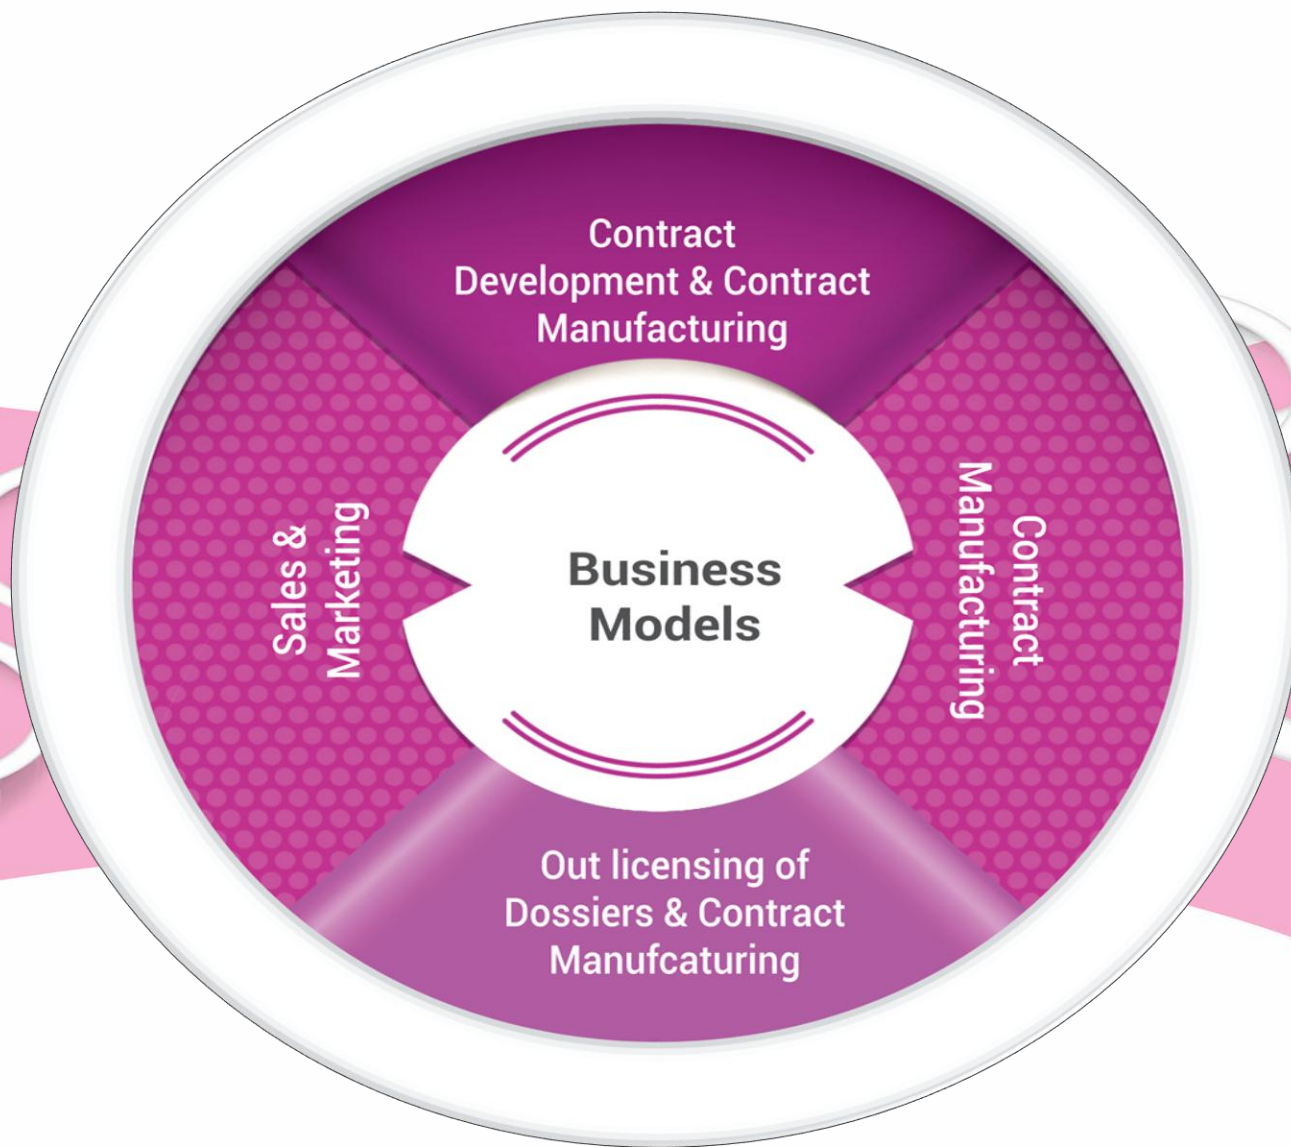 Contract
Development & Contract
Manufacturing
Sales &
Marketing
Business
Models
Contract
Manufacturing
Out licensing of
Dossiers & Contract
Manufcaturing